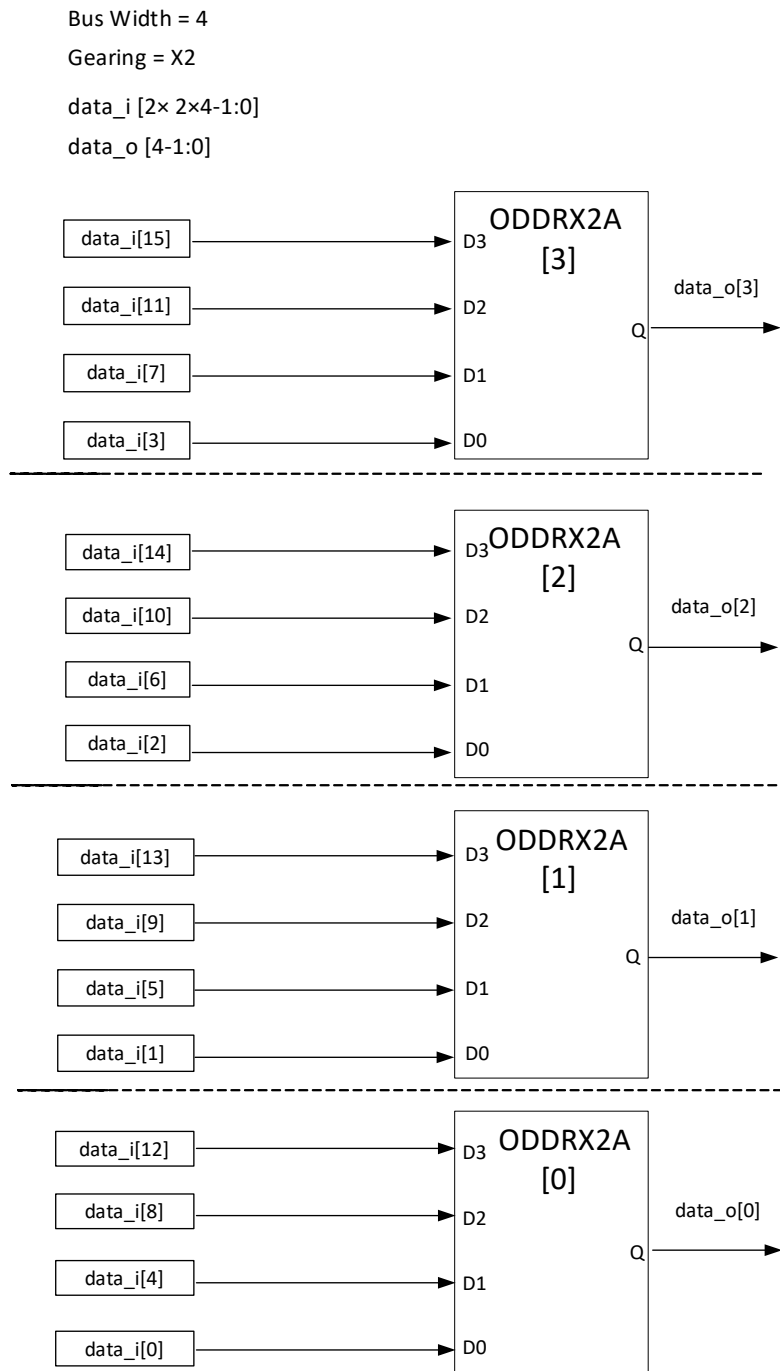 Bus Width = 4
Gearing = X2
data_i [2× 2×4-1:0]
data_o [4-1:0]
ODDRX2A
[3]
data_i[15]
D3
data_i[11]
D2
data_o[3]
Q
data_i[7]
D1
data_i[3]
D0
ODDRX2A
[2]
data_i[14]
D3
data_i[10]
D2
data_o[2]
Q
data_i[6]
D1
data_i[2]
D0
ODDRX2A
[1]
data_i[13]
D3
data_i[9]
D2
data_o[1]
Q
data_i[5]
D1
data_i[1]
D0
ODDRX2A
[0]
data_i[12]
D3
data_i[8]
D2
data_o[0]
Q
data_i[4]
D1
data_i[0]
D0